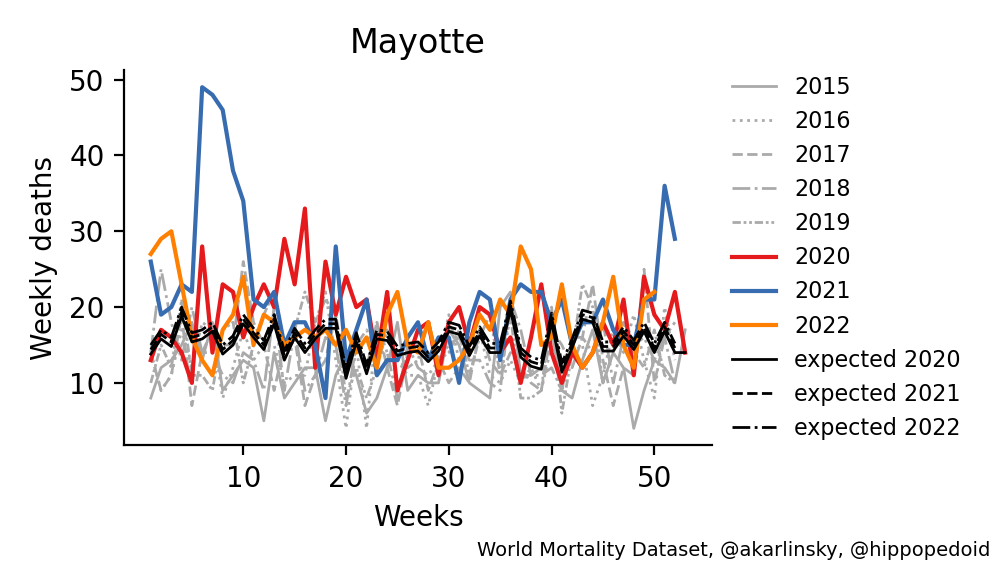 Mayotte
Weekly deaths
50
40
30
20
10
10 20 30 40 50
Weeks
2015
2016
2017
2018
2019
2020
2021
2022
expected 2020
expected 2021
expected 2022
World Mortality Dataset, @akarlinsky, @hippopedoid